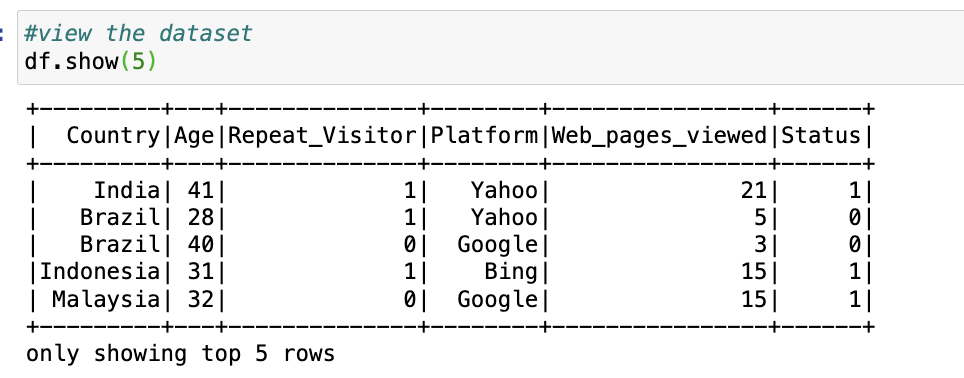 :
#view the dataset
df.show(5)
+---------+---+--------------+--------+----------------+------+
|  Country|Age|Repeat_Visitor|Platform|Web_pages_viewed|Status|
+---------+---+--------------+--------+----------------+------+
|    India| 41|             1|   Yahoo|              21|     1|
|   Brazil| 28|             1|   Yahoo|               5|     0|
|   Brazil| 40|             0|  Google|               3|     0|
|Indonesia| 31|             1|    Bing|              15|     1|
| Malaysia| 32|             0|  Google|              15|     1|
+---------+---+--------------+--------+----------------+------+
only showing top 5 rows